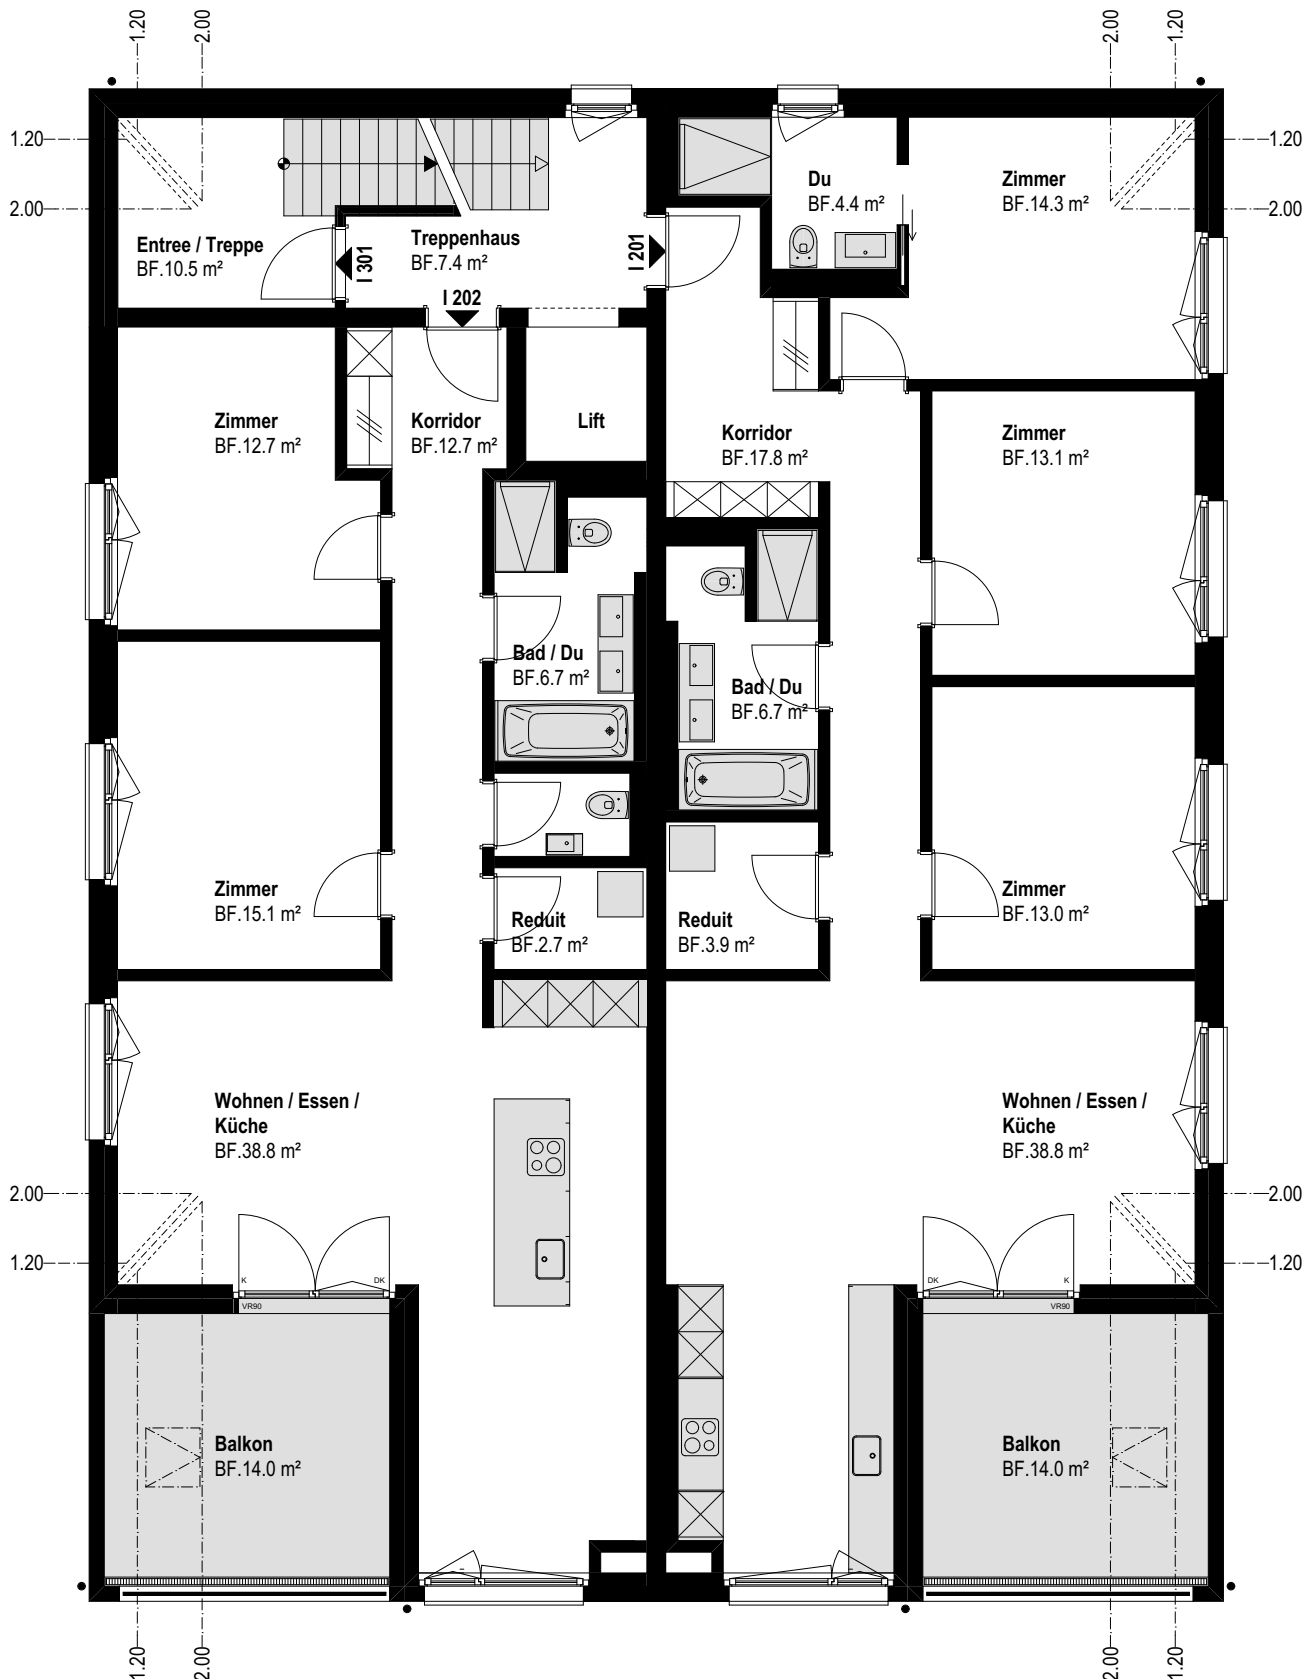 1.20
2.00
2.00
1.20
1.20
2.00
1.20
2.00
Entree / Treppe
BF.10.5 m²
I 301
Treppenhaus
BF.7.4 m²
I 202
I 201
Du
BF.4.4 m²
Zimmer
BF.14.3 m²
Zimmer
BF.12.7 m²
Korridor
BF.12.7 m²
Lift
Korridor
BF.17.8 m²
Zimmer
BF.13.1 m²
Bad / Du
BF.6.7 m²
Bad / Du
BF.6.7 m²
Zimmer
BF.15.1 m²
Reduit
BF.2.7 m²
Reduit
BF.3.9 m²
Zimmer
BF.13.0 m²
Wohnen / Essen /
Küche
BF.38.8 m²
Wohnen / Essen /
Küche
BF.38.8 m²
2.00
1.20
2.00
1.20
K
DK
VR90
DK
K
VR90
Balkon
BF.14.0 m²
Balkon
BF.14.0 m²
1.20
2.00
2.00
1.20